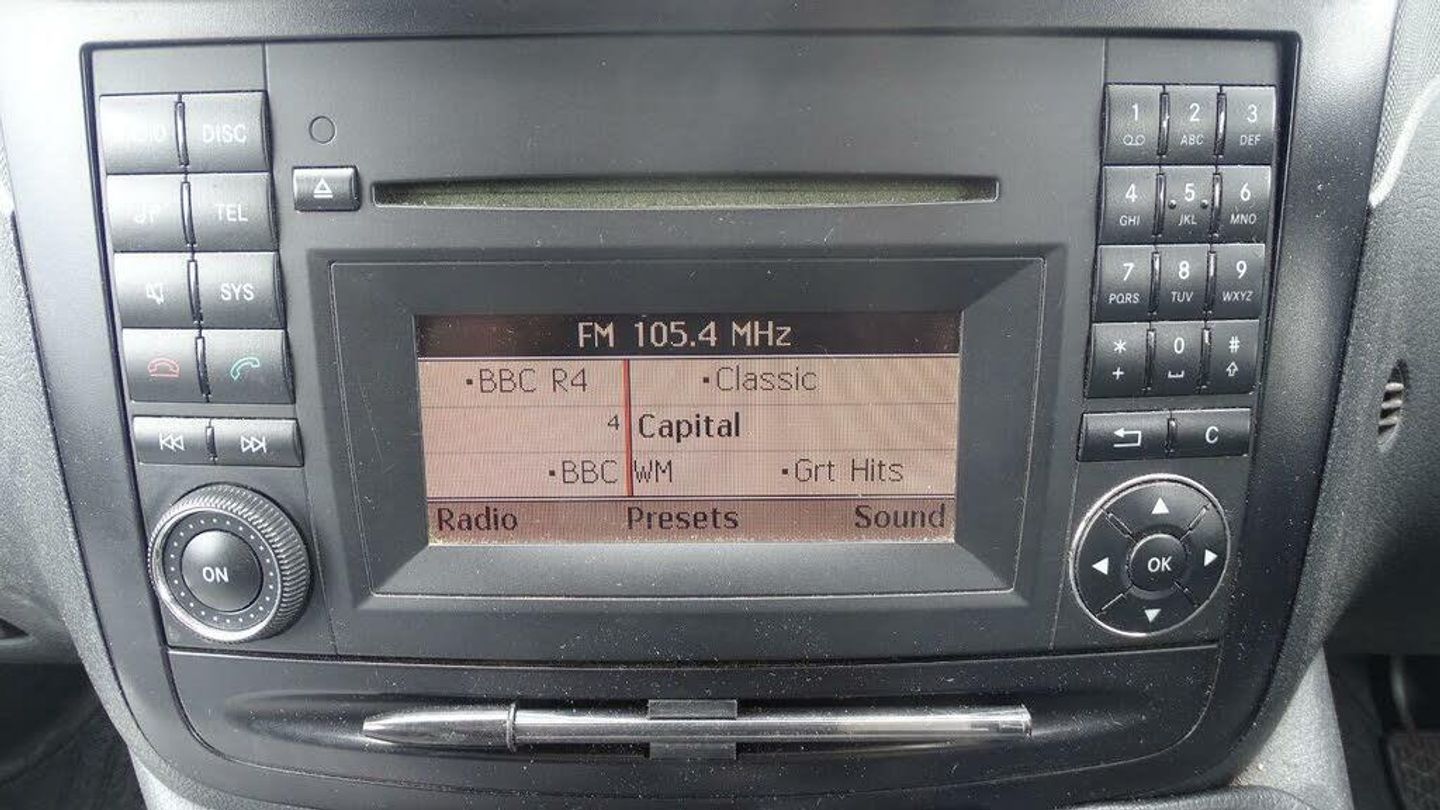 DISC
TEL
SYS
ON
FM 105.4 MHz
•BBC R4 •Classic
4 Capital
•BBC WM •Grt Hits
Radio Presets Sound
1 2 3
ABC DEF
4 5 6
GHI JKL MNO
7 8 9
PQRS TUV WXYZ
* 0 #
+
C
OK